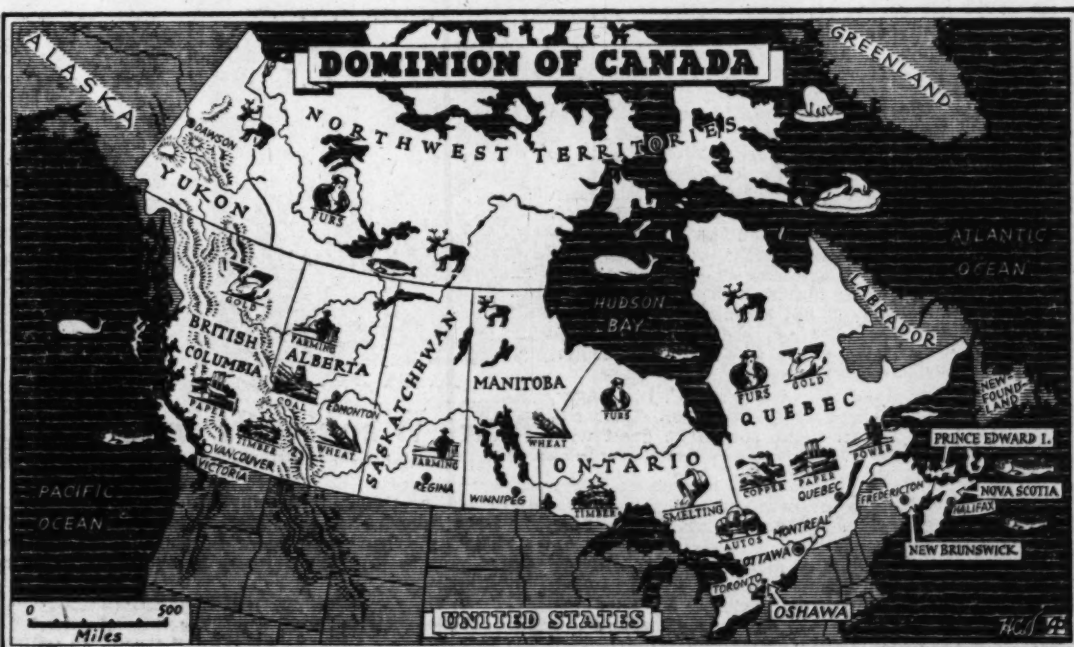 DOMINION OF CANADA
ALASKA
GREENLAND
DAWSON
YUKON
NORTHWEST TERRITORIES
FURS
ATLANTIC
OCEAN
HUDSON
BAY
LABRADOR
GOLD
BRITISH
COLUMBIA
PAPER
TIMBER
VANCOUVER
VICTORIA
FARMING
ALBERTA
COAL
EDMONTON
WHEAT
SASKATCHEWAN
FARMING
REGINA
MANITOBA
WHEAT
WINNIPEG
FURS
ONTARIO
TIMBER
SMELTING
AUTOS
OTTAWA
TORONTO
OSHAWA
FURS
GOLD
QUEBEC
COPPER
PAPER
POWER
QUEBEC
MONTREAL
NEW-
FOUND-
LAND
PRINCE EDWARD I.
NOVA SCOTIA
HALIFAX
FREDERICTON
NEW BRUNSWICK
PACIFIC
OCEAN
UNITED STATES
0 500
Miles